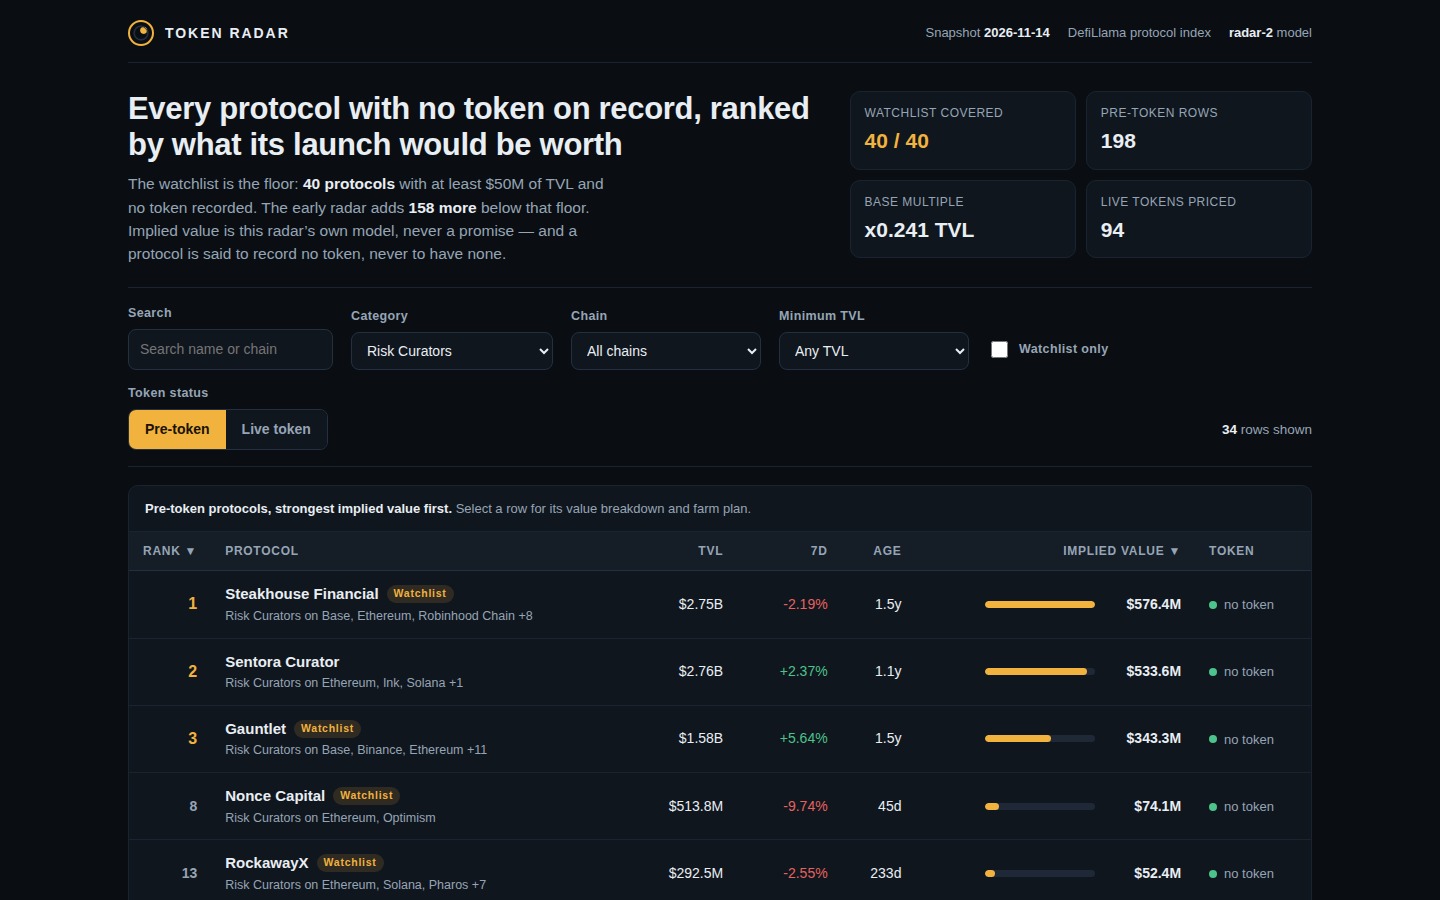 TOKEN RADAR
Snapshot 2026-11-14 DefiLlama protocol index radar-2 model
Every protocol with no token on record, ranked
by what its launch would be worth
The watchlist is the floor: 40 protocols with at least $50M of TVL and
no token recorded. The early radar adds 158 more below that floor.
Implied value is this radar’s own model, never a promise — and a
protocol is said to record no token, never to have none.
WATCHLIST COVERED
40 / 40
PRE-TOKEN ROWS
198
BASE MULTIPLE
x0.241 TVL
LIVE TOKENS PRICED
94
Search
Search name or chain
Category
Risk Curators
Chain
All chains
Minimum TVL
Any TVL
Watchlist only
Token status
Pre-token Live token
34 rows shown
Pre-token protocols, strongest implied value first. Select a row for its value breakdown and farm plan.
RANK ▼ PROTOCOL TVL 7D AGE IMPLIED VALUE ▼ TOKEN
1 Steakhouse Financial Watchlist $2.75B -2.19% 1.5y $576.4M no token
Risk Curators on Base, Ethereum, Robinhood Chain +8
2 Sentora Curator $2.76B +2.37% 1.1y $533.6M no token
Risk Curators on Ethereum, Ink, Solana +1
3 Gauntlet Watchlist $1.58B +5.64% 1.5y $343.3M no token
Risk Curators on Base, Binance, Ethereum +11
8 Nonce Capital Watchlist $513.8M -9.74% 45d $74.1M no token
Risk Curators on Ethereum, Optimism
13 RockawayX Watchlist $292.5M -2.55% 233d $52.4M no token
Risk Curators on Ethereum, Solana, Pharos +7